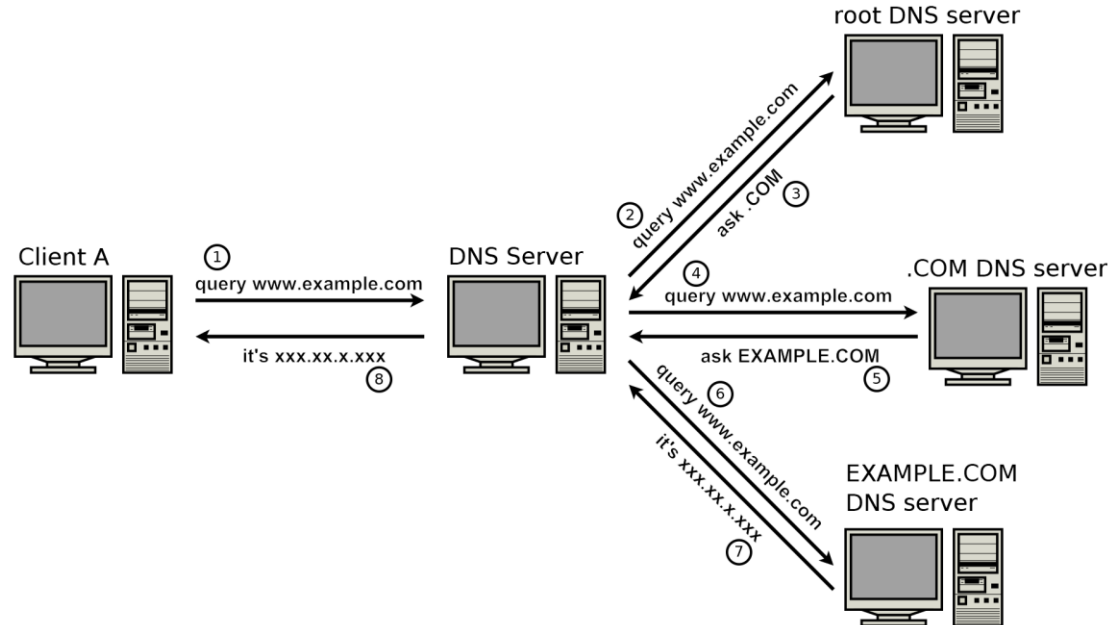 root DNS server
query www.example.com
2
ask .COM
3
Client A
1
query www.example.com
it's xxx.xx.x.xxx
8
DNS Server
4
query www.example.com
.COM DNS server
ask EXAMPLE.COM
5
6
query www.example.com
it's xxx.xx.x.xxx
7
EXAMPLE.COM
DNS server